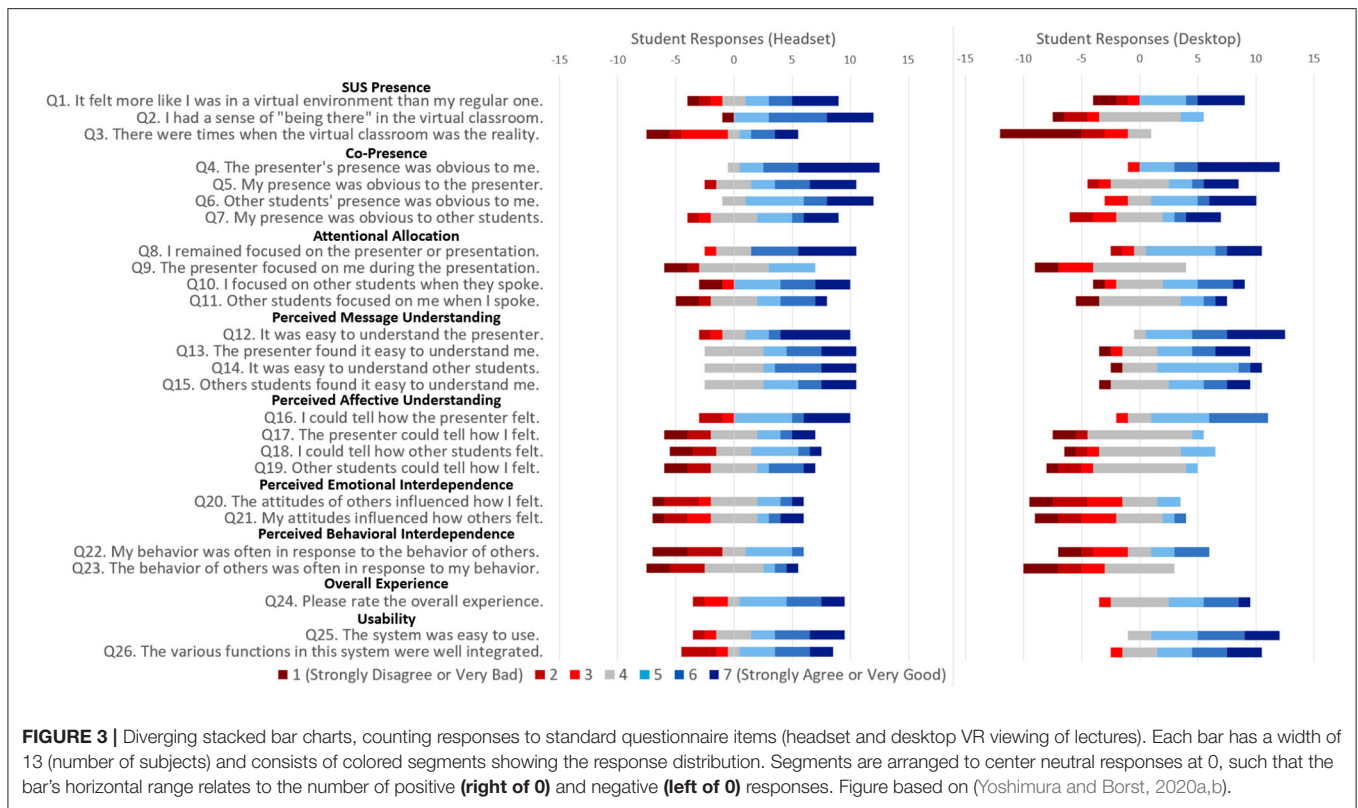 Student Responses (Headset)
Student Responses (Desktop)
-15 -10 -5 0 5 10 15
-15 -10 -5 0 5 10 15
SUS Presence
Q1. It felt more like I was in a virtual environment than my regular one.
Q2. I had a sense of "being there" in the virtual classroom.
Q3. There were times when the virtual classroom was the reality.
Co-Presence
Q4. The presenter's presence was obvious to me.
Q5. My presence was obvious to the presenter.
Q6. Other students' presence was obvious to me.
Q7. My presence was obvious to other students.
Attentional Allocation
Q8. I remained focused on the presenter or presentation.
Q9. The presenter focused on me during the presentation.
Q10. I focused on other students when they spoke.
Q11. Other students focused on me when I spoke.
Perceived Message Understanding
Q12. It was easy to understand the presenter.
Q13. The presenter found it easy to understand me.
Q14. It was easy to understand other students.
Q15. Others students found it easy to understand me.
Perceived Affective Understanding
Q16. I could tell how the presenter felt.
Q17. The presenter could tell how I felt.
Q18. I could tell how other students felt.
Q19. Other students could tell how I felt.
Perceived Emotional Interdependence
Q20. The attitudes of others influenced how I felt.
Q21. My attitudes influenced how others felt.
Perceived Behavioral Interdependence
Q22. My behavior was often in response to the behavior of others.
Q23. The behavior of others was often in response to my behavior.
Overall Experience
Q24. Please rate the overall experience.
Usability
Q25. The system was easy to use.
Q26. The various functions in this system were well integrated.
1 (Strongly Disagree or Very Bad) 2 3 4 5 6 7 (Strongly Agree or Very Good)
FIGURE 3 | Diverging stacked bar charts, counting responses to standard questionnaire items (headset and desktop VR viewing of lectures). Each bar has a width of
13 (number of subjects) and consists of colored segments showing the response distribution. Segments are arranged to center neutral responses at 0, such that the
bar's horizontal range relates to the number of positive (right of 0) and negative (left of 0) responses. Figure based on (Yoshimura and Borst, 2020a,b).